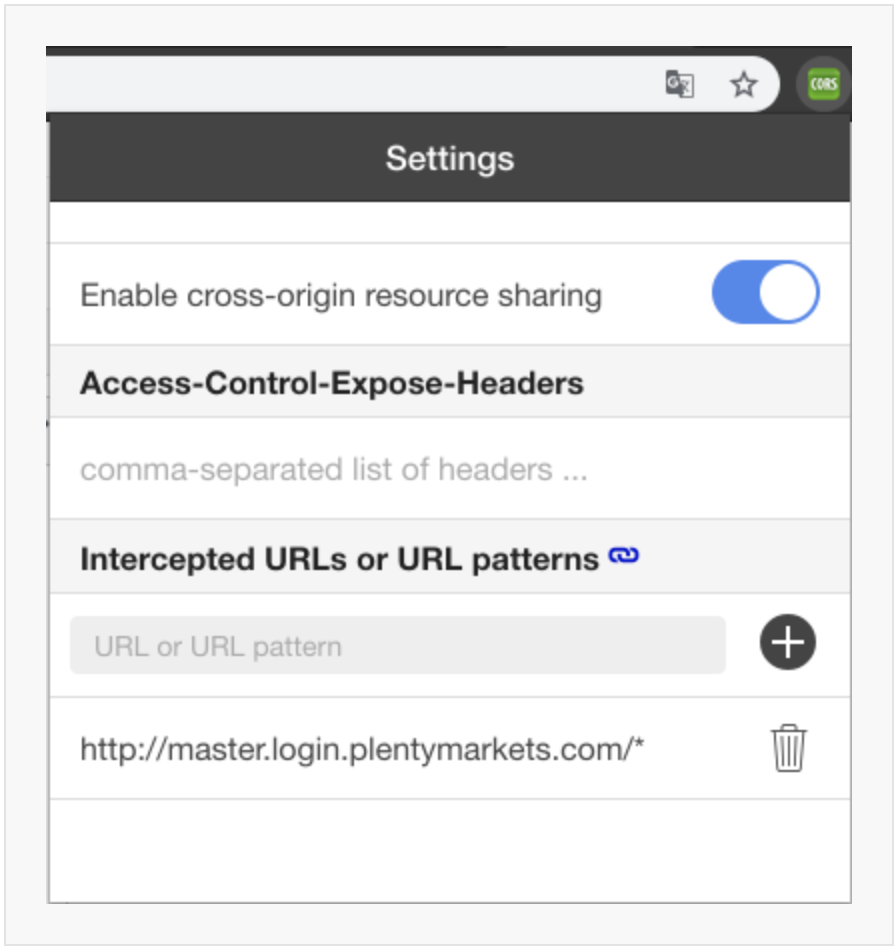 CORS
Settings
Enable cross-origin resource sharing
Access-Control-Expose-Headers
comma-separated list of headers ...
Intercepted URLs or URL patterns
URL or URL pattern
http://master.login.plentymarkets.com/*